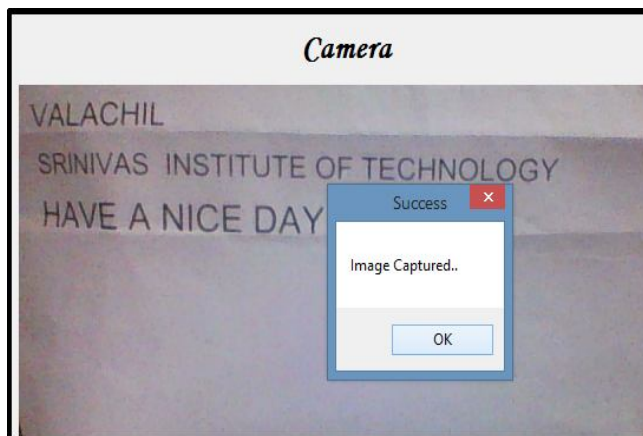 Camera
VALACHIL
SRINIVAS INSTITUTE OF TECHNOLOGY
HAVE A NICE DAY
Success
Image Captured..
OK